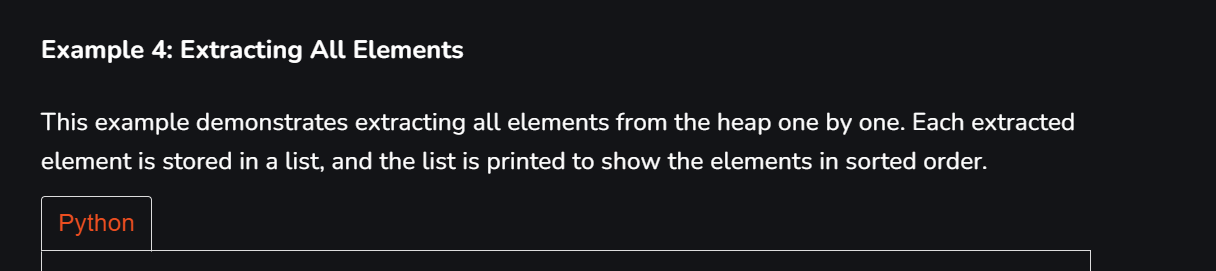 Example 4: Extracting All Elements
This example demonstrates extracting all elements from the heap one by one. Each extracted
element is stored in a list, and the list is printed to show the elements in sorted order.
Python